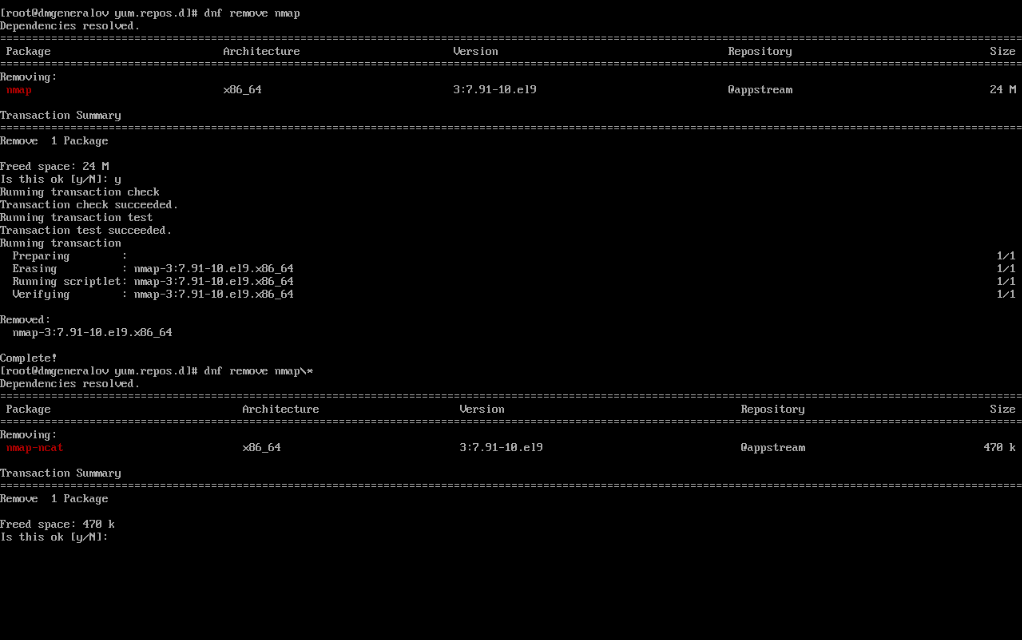 [root@dmgeneralov yum.repos.d]# dnf remove nmap
Dependencies resolved.
================================================================================
Package Architecture Version Repository Size
================================================================================
Removing:
nmap x86_64 3:7.91-10.el9 @appstream 24 M
Transaction Summary
================================================================================
Remove 1 Package
Freed space: 24 M
Is this ok [y/N]: y
Running transaction check
Transaction check succeeded.
Running transaction test
Transaction test succeeded.
Running transaction
Preparing : 1/1
Erasing : nmap-3:7.91-10.el9.x86_64 1/1
Running scriptlet: nmap-3:7.91-10.el9.x86_64 1/1
Verifying : nmap-3:7.91-10.el9.x86_64 1/1
Removed:
nmap-3:7.91-10.el9.x86_64
Complete!
[root@dmgeneralov yum.repos.d]# dnf remove nmap\*
Dependencies resolved.
================================================================================
Package Architecture Version Repository Size
================================================================================
Removing:
nmap-ncat x86_64 3:7.91-10.el9 @appstream 470 k
Transaction Summary
================================================================================
Remove 1 Package
Freed space: 470 k
Is this ok [y/N]: